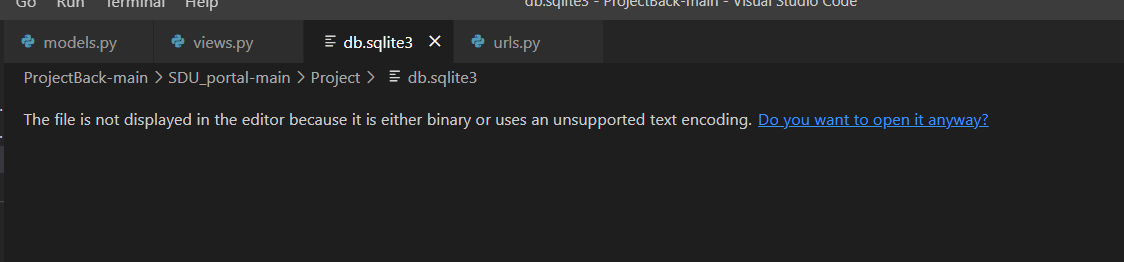 Go Run Terminal Help db.sqlite3 - ProjectBack-main - Visual Studio Code
models.py views.py db.sqlite3 urls.py
ProjectBack-main > SDU_portal-main > Project > db.sqlite3
The file is not displayed in the editor because it is either binary or uses an unsupported text encoding. Do you want to open it anyway?